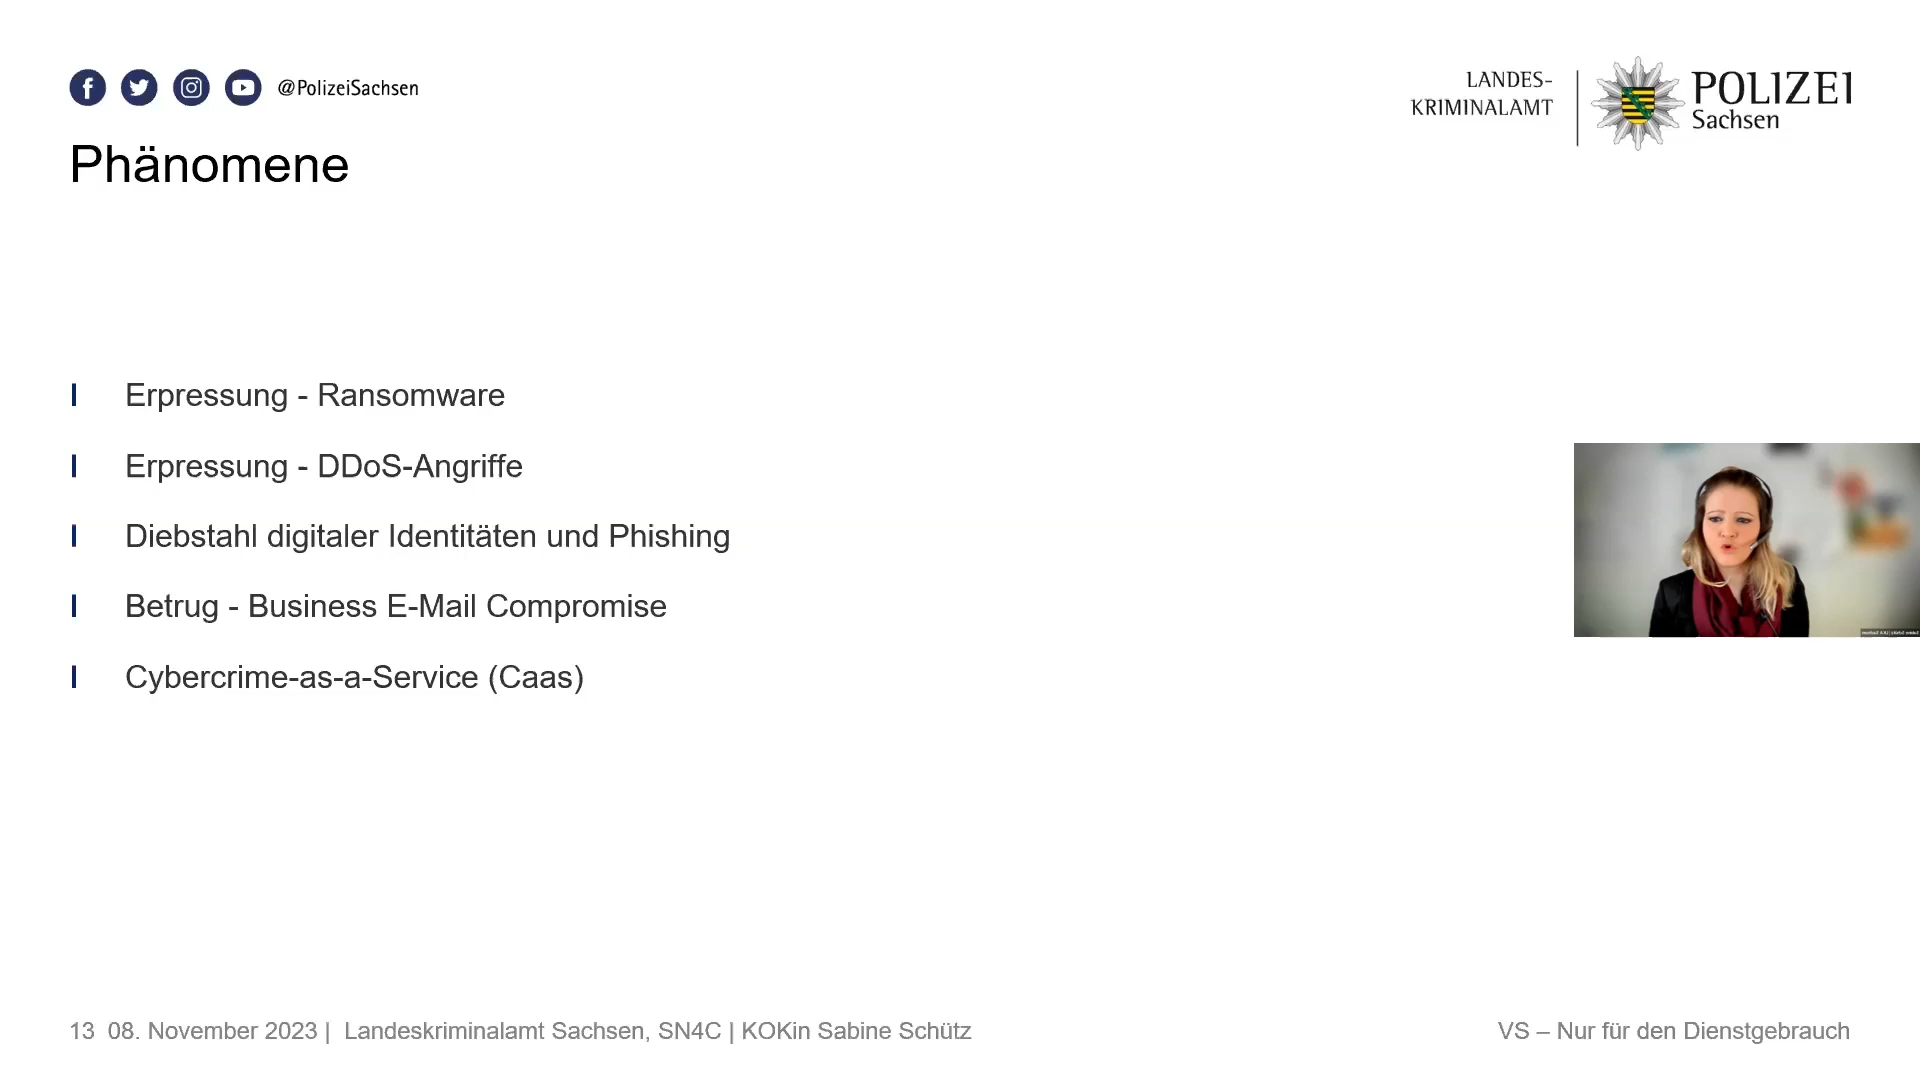 @PolizeiSachsen
LANDES-
KRIMINALAMT
POLIZEI
Sachsen
Phänomene
Erpressung - Ransomware
Erpressung - DDoS-Angriffe
Diebstahl digitaler Identitäten und Phishing
Betrug - Business E-Mail Compromise
Cybercrime-as-a-Service (Caas)
13 08. November 2023 | Landeskriminalamt Sachsen, SN4C | KOKin Sabine Schütz
VS – Nur für den Dienstgebrauch